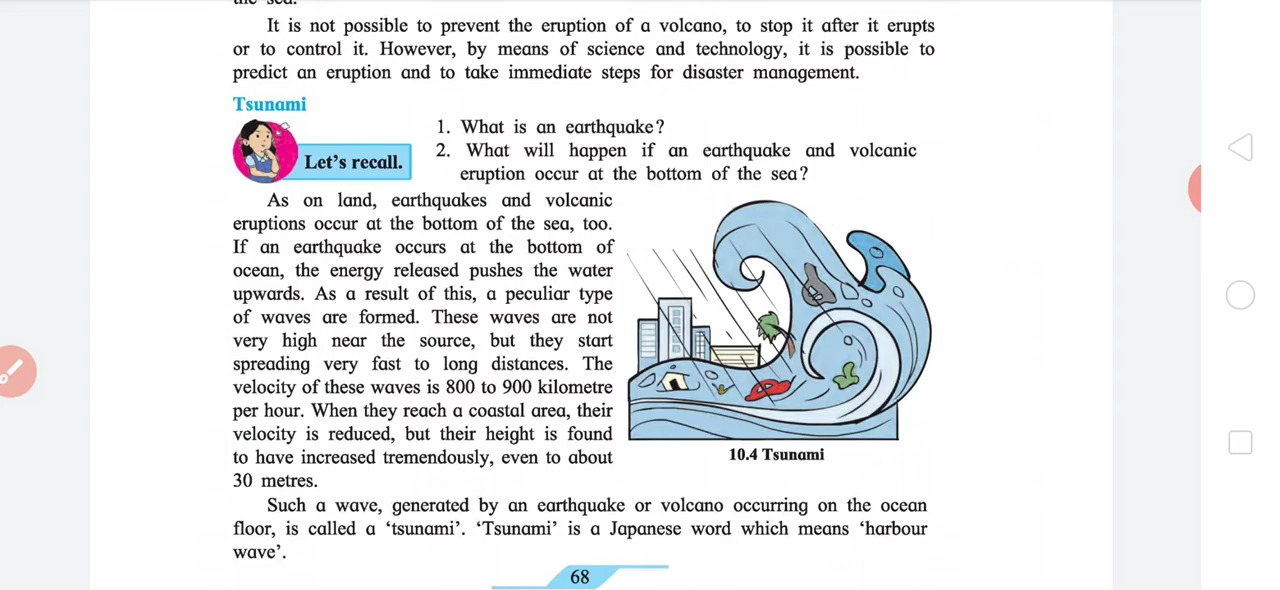 It is not possible to prevent the eruption of a volcano, to stop it after it erupts
or to control it. However, by means of science and technology, it is possible to
predict an eruption and to take immediate steps for disaster management.
Tsunami
Let's recall.
1. What is an earthquake?
2. What will happen if an earthquake and volcanic
eruption occur at the bottom of the sea?
As on land, earthquakes and volcanic
eruptions occur at the bottom of the sea, too.
If an earthquake occurs at the bottom of
ocean, the energy released pushes the water
upwards. As a result of this, a peculiar type
of waves are formed. These waves are not
very high near the source, but they start
spreading very fast to long distances. The
velocity of these waves is 800 to 900 kilometre
per hour. When they reach a coastal area, their
velocity is reduced, but their height is found
to have increased tremendously, even to about
30 metres.
10.4 Tsunami
Such a wave, generated by an earthquake or volcano occurring on the ocean
floor, is called a ‘tsunami’. ‘Tsunami’ is a Japanese word which means ‘harbour
wave’.
68